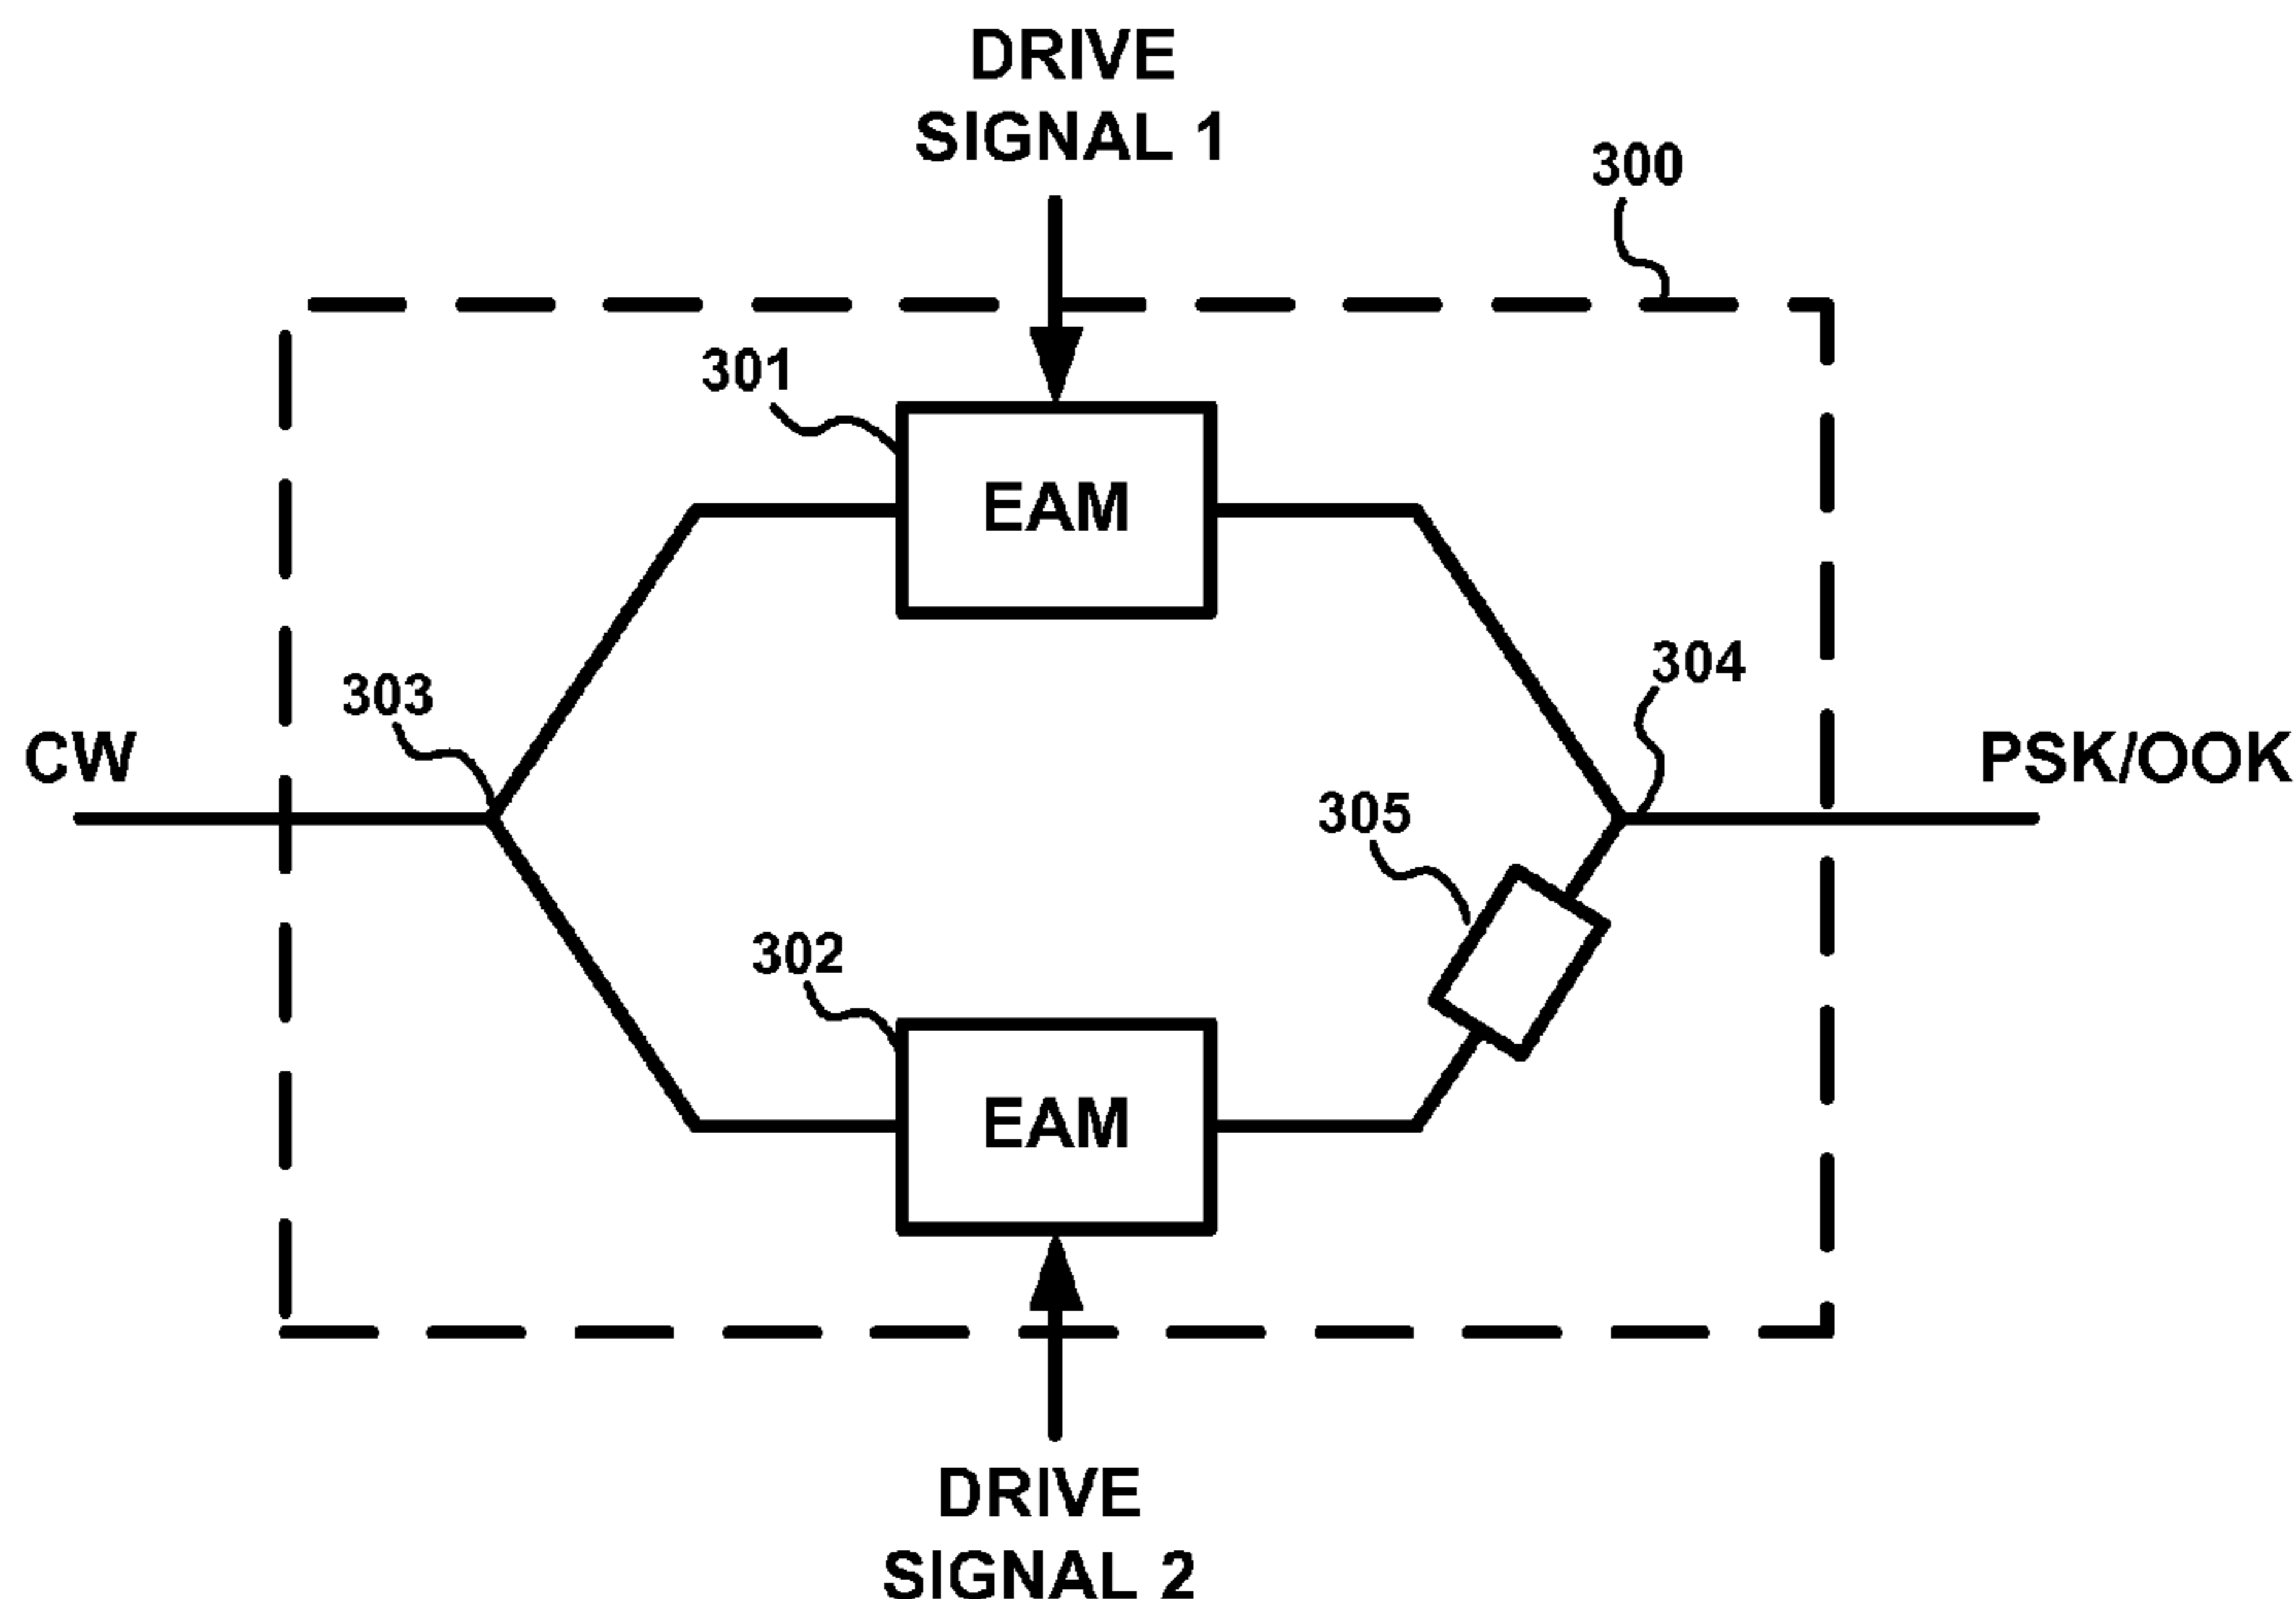 DRIVE
SIGNAL 1
300
301
EAM
303
304
CW
PSK/OOK
305
302
EAM
DRIVE
SIGNAL 2